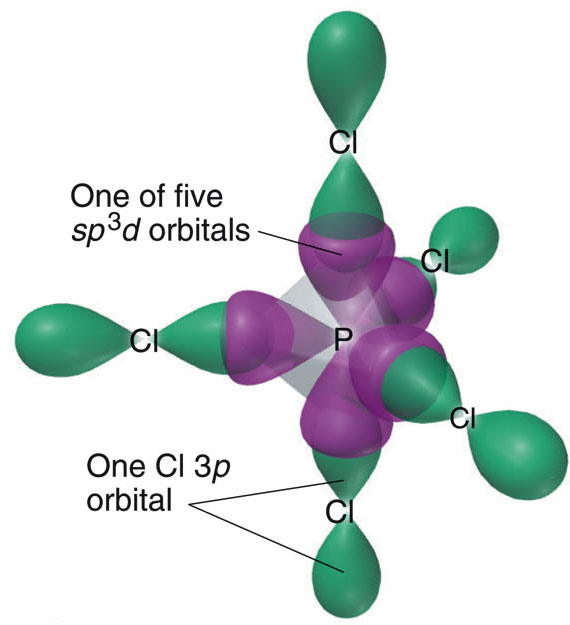 Cl
One of five
sp³d orbitals
Cl
Cl
P
Cl
One Cl 3p
orbital
Cl